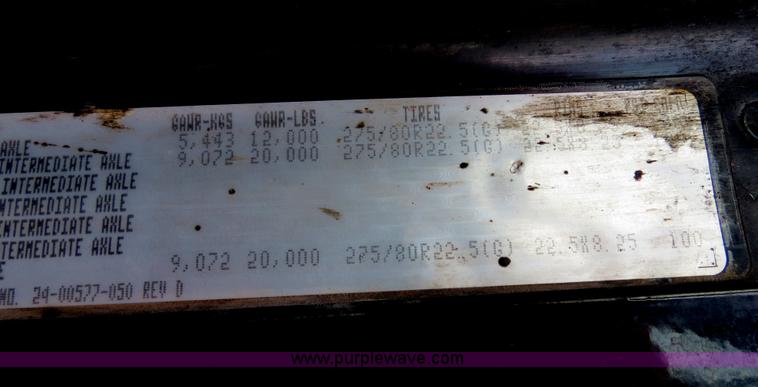 GAWR-KGS GAWR-LBS. TIRES
AXLE 5,443 12,000 275/80R22.5(G)
INTERMEDIATE AXLE 9,072 20,000 275/80R22.5(G)
INTERMEDIATE AXLE
INTERMEDIATE AXLE
INTERMEDIATE AXLE
TERMEDIATE AXLE
9,072 20,000 275/80R22.5(G) 22.5X8.25 100
NO. 24-00577-050 REV D
www.purplewave.com